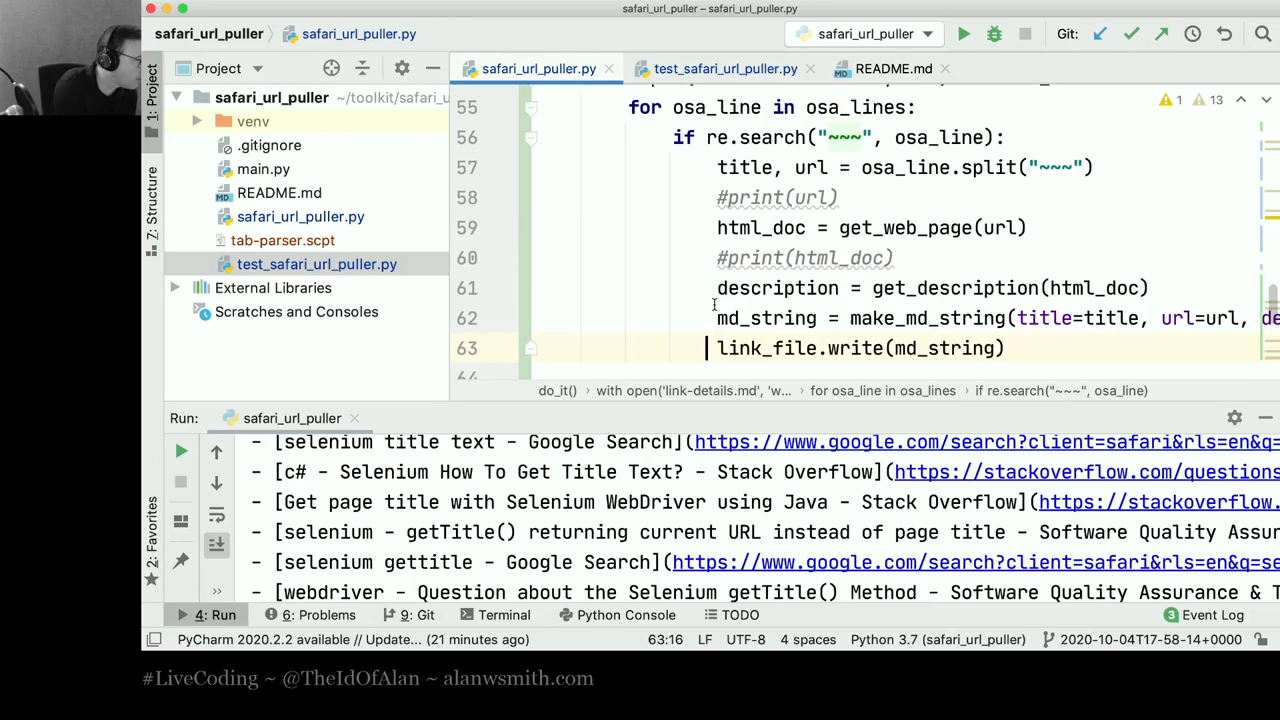 safari_url_puller – safari_url_puller.py
safari_url_puller
safari_url_puller.py
safari_url_puller
Git:
1: Project
Z: Structure
2: Favorites
Project
safari_url_puller.py
test_safari_url_puller.py
README.md
safari_url_puller ~/toolkit/safari_u
venv
.gitignore
main.py
README.md
safari_url_puller.py
tab-parser.scpt
test_safari_url_puller.py
External Libraries
Scratches and Consoles
1 13
55 for osa_line in osa_lines:
56 if re.search("~~~", osa_line):
57 title, url = osa_line.split("~~~")
58 #print(url)
59 html_doc = get_web_page(url)
60 #print(html_doc)
61 description = get_description(html_doc)
62 md_string = make_md_string(title=title, url=url, de
63 link_file.write(md_string)
64
do_it() with open('link-details.md', 'w... for osa_line in osa_lines if re.search("~~~", osa_line)
Run: safari_url_puller
- [selenium title text - Google Search](https://www.google.com/search?client=safari&rls=en&q=
- [c# - Selenium How To Get Title Text? - Stack Overflow](https://stackoverflow.com/questions
- [Get page title with Selenium WebDriver using Java - Stack Overflow](https://stackoverflow.
- [selenium - getTitle() returning current URL instead of page title - Software Quality Assura
- [selenium gettitle - Google Search](https://www.google.com/search?client=safari&rls=en&q=se
- [webdriver - Question about the Selenium getTitle() Method - Software Quality Assurance & T
4: Run 6: Problems 9: Git Terminal Python Console TODO 3 Event Log
PyCharm 2020.2.2 available // Update... (21 minutes ago) 63:16 LF UTF-8 4 spaces Python 3.7 (safari_url_puller) 2020-10-04T17-58-14+0000
#LiveCoding ~ @TheIdOfAlan ~ alanwsmith.com